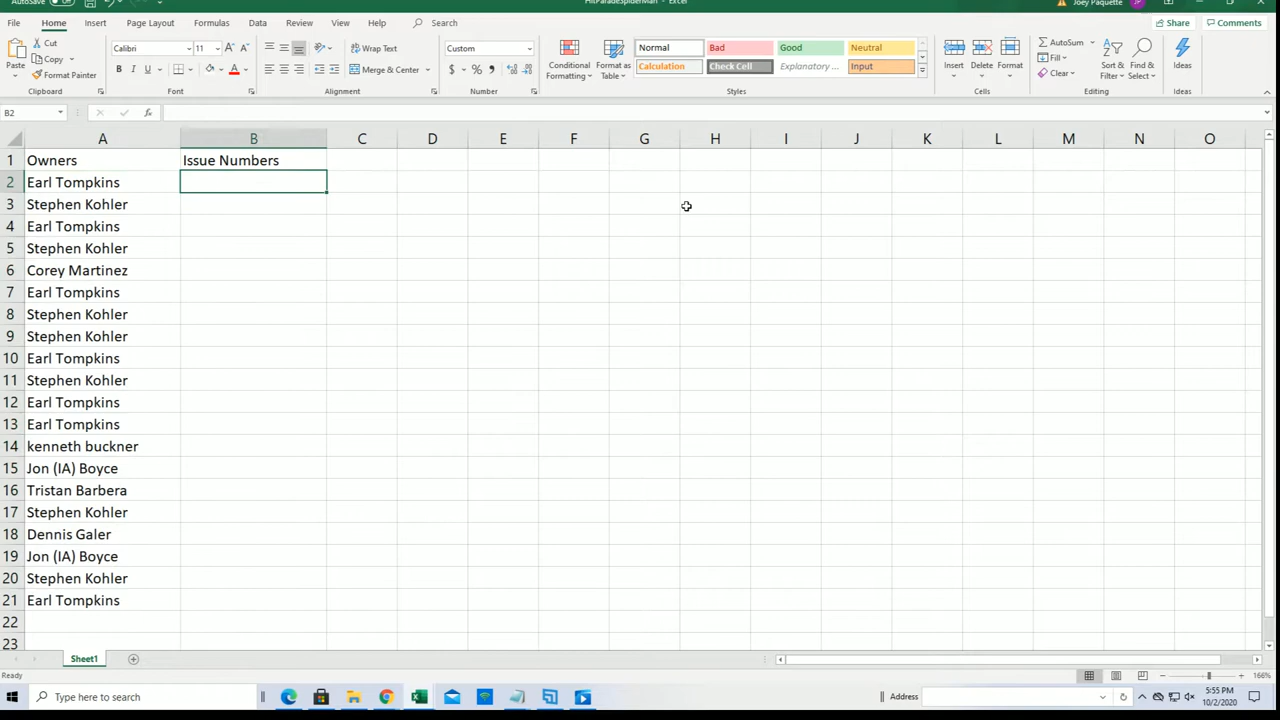 AutoSave
HitParadeSpiderMan - Excel
Joey Paquette
JP
File Home Insert Page Layout Formulas Data Review View Help Search
Share Comments
Paste
Cut
Copy
Format Painter
Calibri 11
B I U
Wrap Text
Merge & Center
Custom
$ % ,
Conditional Formatting
Format as Table
Normal Bad Good Neutral
Calculation Check Cell Explanatory ... Input
Insert Delete Format
AutoSum
Fill
Clear
Sort & Filter
Find & Select
Ideas
Clipboard Font Alignment Number Styles Cells Editing Ideas
B2 fx
A B C D E F G H I J K L M N O
1 Owners Issue Numbers
2 Earl Tompkins
3 Stephen Kohler
4 Earl Tompkins
5 Stephen Kohler
6 Corey Martinez
7 Earl Tompkins
8 Stephen Kohler
9 Stephen Kohler
10 Earl Tompkins
11 Stephen Kohler
12 Earl Tompkins
13 Earl Tompkins
14 kenneth buckner
15 Jon (IA) Boyce
16 Tristan Barbera
17 Stephen Kohler
18 Dennis Galer
19 Jon (IA) Boyce
20 Stephen Kohler
21 Earl Tompkins
22
23
Sheet1
Ready
166%
Type here to search
Address
5:55 PM
10/2/2020